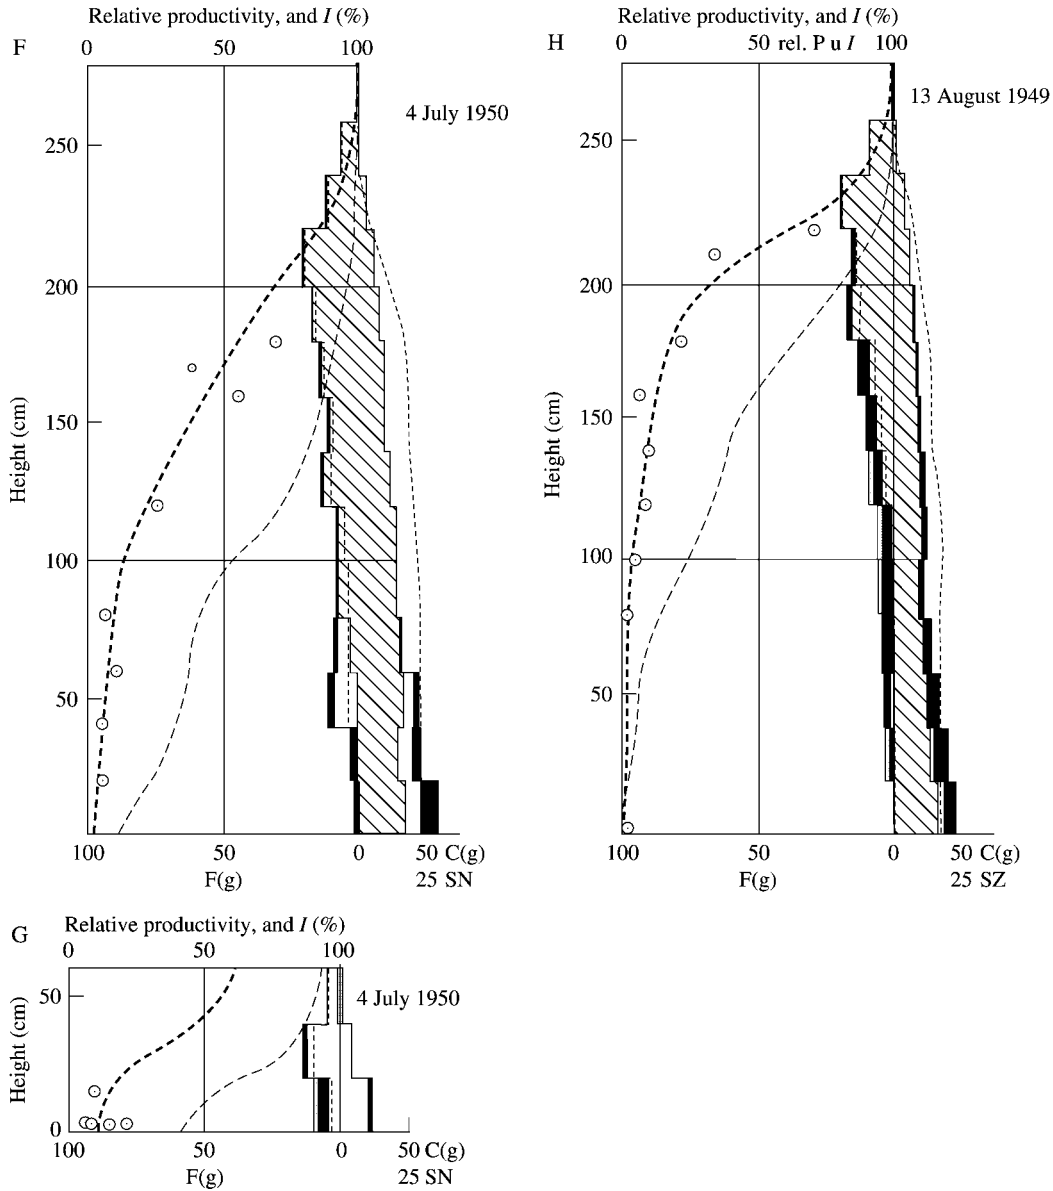 Relative productivity, and I (%)
F 0 50 100
4 July 1950
250
200
150
100
50
Height (cm)
100 50 0 50 C(g)
F(g) 25 SN
Relative productivity, and I (%)
H 0 50 rel. P u I 100
13 August 1949
250
200
150
100
50
Height (cm)
100 50 0 50 C(g)
F(g) 25 SZ
Relative productivity, and I (%)
G
0 50 100
4 July 1950
50
0
Height (cm)
100 50 0 50 C(g)
F(g) 25 SN